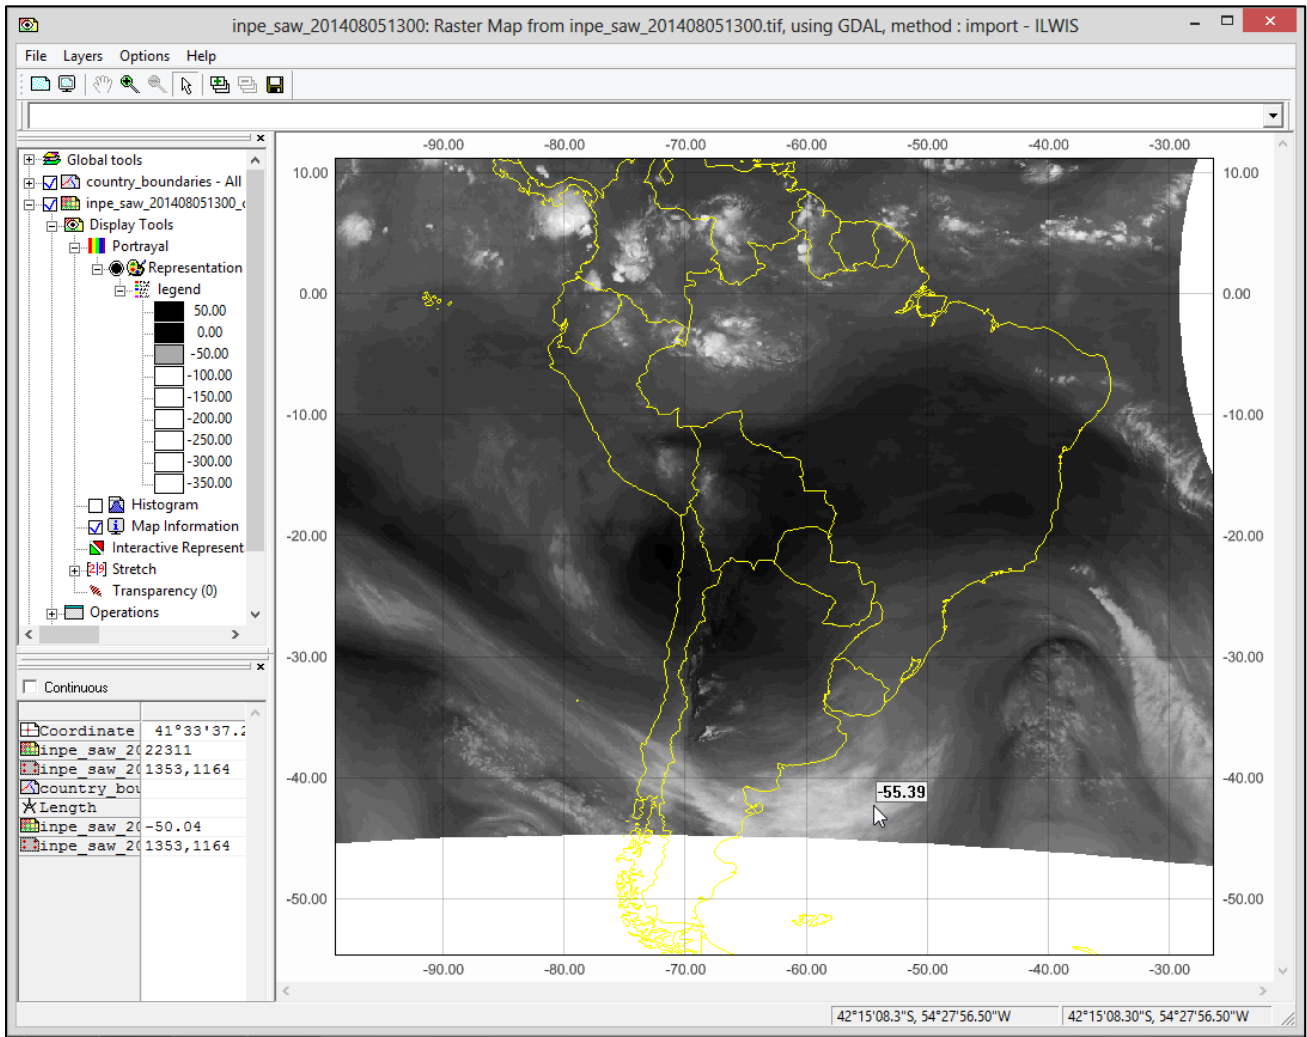 inpe_saw_201408051300: Raster Map from inpe_saw_201408051300.tif, using GDAL, method : import - ILWIS
File Layers Options Help
Global tools
country_boundaries - All
inpe_saw_201408051300_c
Display Tools
Portrayal
Representation
legend
50.00
0.00
-50.00
-100.00
-150.00
-200.00
-250.00
-300.00
-350.00
Histogram
Map Information
Interactive Represent
Stretch
Transparency (0)
Operations
Continuous
Coordinate 41°33'37.2
inpe_saw_20 22311
inpe_saw_20 1353,1164
country_bou
Length
inpe_saw_20 -50.04
inpe_saw_20 1353,1164
-90.00 -80.00 -70.00 -60.00 -50.00 -40.00 -30.00
10.00 10.00
0.00 0.00
-10.00 -10.00
-20.00 -20.00
-30.00 -30.00
-40.00 -40.00
-55.39
-50.00 -50.00
-90.00 -80.00 -70.00 -60.00 -50.00 -40.00 -30.00
42°15'08.3"S, 54°27'56.50"W 42°15'08.30"S, 54°27'56.50"W